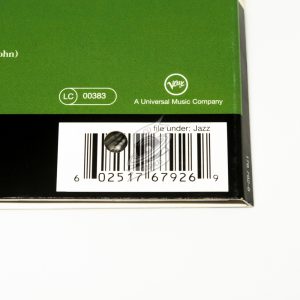 ohn)
LC 00383
Verve
A Universal Music Company
file under: Jazz
6 02517 67926 9